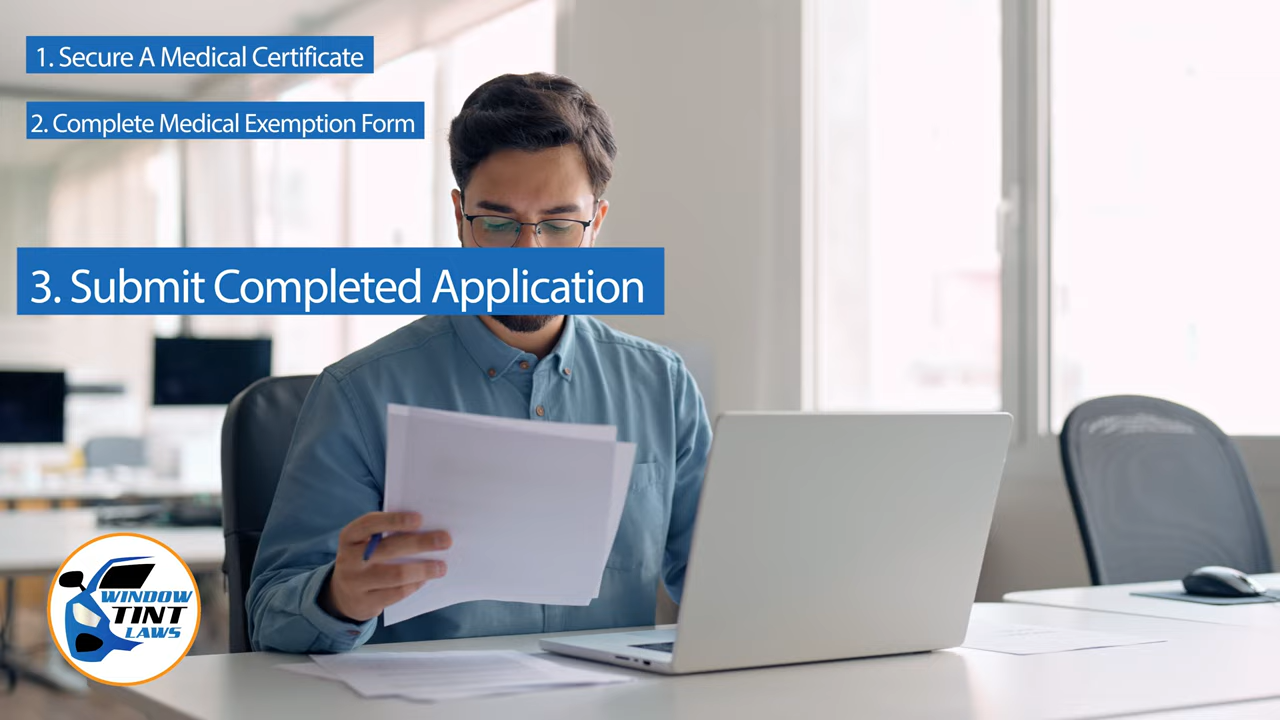 1. Secure A Medical Certificate
2. Complete Medical Exemption Form
3. Submit Completed Application
WINDOW
TINT
LAWS